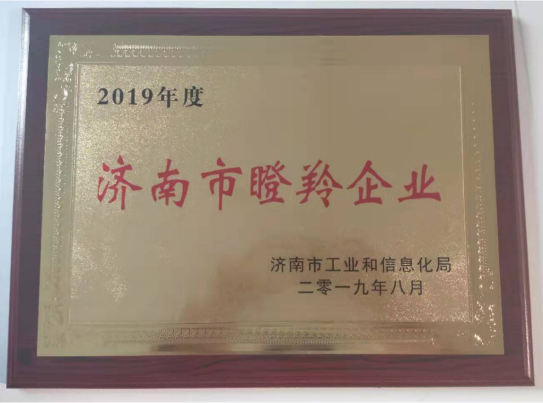 2019年度
济南市瞪羚企业
济南市工业和信息化局
二零一九年八月